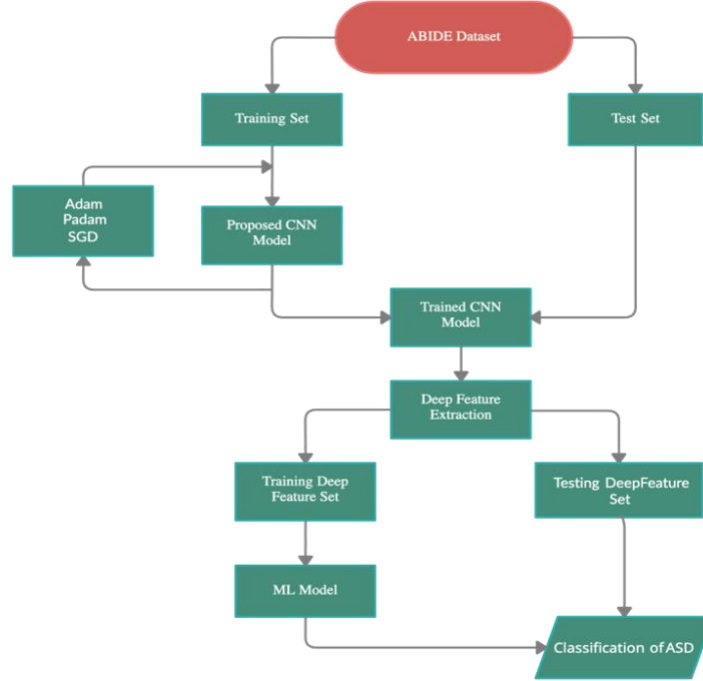 ABIDE Dataset
Training Set
Test Set
Adam
Padam
SGD
Proposed CNN
Model
Trained CNN
Model
Deep Feature
Extraction
Training Deep
Feature Set
Testing DeepFeature
Set
ML Model
Classification of ASD